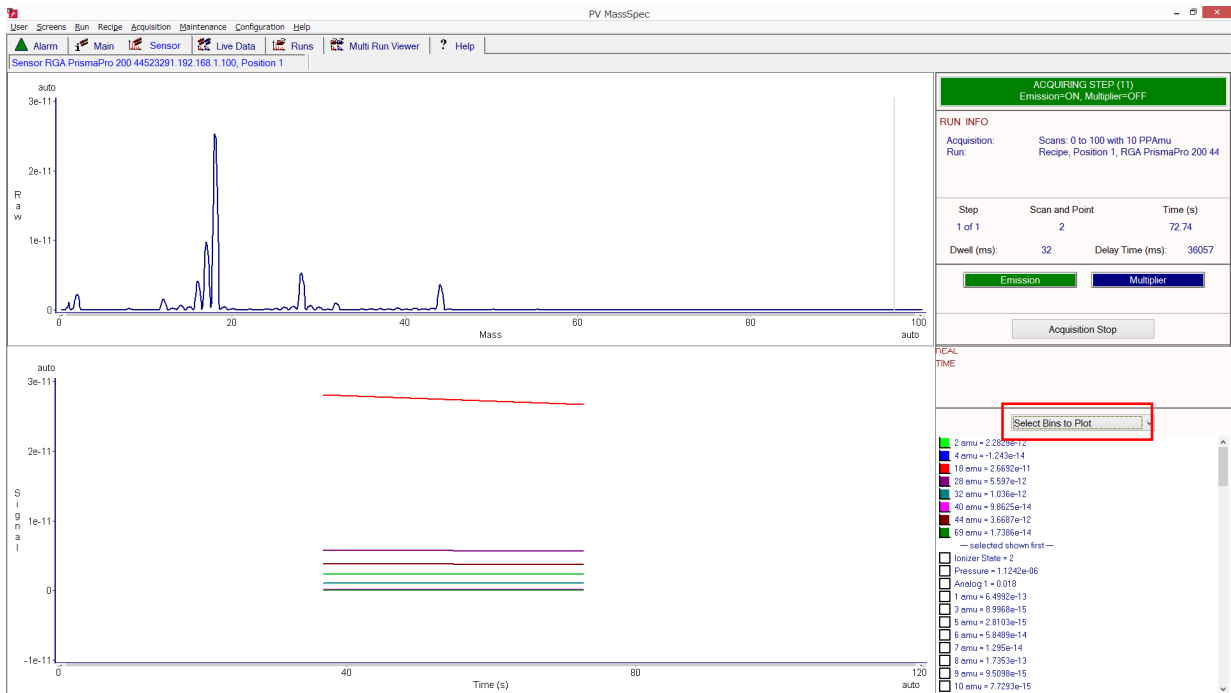 PV MassSpec
User Screens Run Recipe Acquisition Maintenance Configuration Help
Alarm Main Sensor Live Data Runs Multi Run Viewer ? Help
Sensor RGA PrismaPro 200 44523291.192.168.1.100, Position 1
auto
3e-11
2e-11
Raw
1e-11
0
0 20 40 60 80 100
Mass
auto
auto
3e-11
2e-11
Signal
1e-11
0
-1e-11
0 40 80 120
Time (s)
auto
ACQUIRING STEP (11)
Emission=ON, Multiplier=OFF
RUN INFO
Acquisition: Scans: 0 to 100 with 10 PPAmu
Run: Recipe, Position 1, RGA PrismaPro 200 44
Step Scan and Point Time (s)
1 of 1 2 72.74
Dwell (ms): 32 Delay Time (ms): 36057
Emission Multiplier
Acquisition Stop
REAL
TIME
Select Bins to Plot
2 amu = 2.2829e-12
4 amu = -1.243e-14
18 amu = 2.6692e-11
28 amu = 5.597e-12
32 amu = 1.036e-12
40 amu = 9.8625e-14
44 amu = 3.6687e-12
69 amu = 1.7386e-14
— selected shown first —
Ionizer State = 2
Pressure = 1.1242e-06
Analog 1 = 0.018
1 amu = 6.4992e-13
3 amu = 8.9968e-15
5 amu = 2.8103e-15
6 amu = 5.8489e-14
7 amu = 1.295e-14
8 amu = 1.7353e-13
9 amu = 9.5098e-15
10 amu = 7.7293e-15